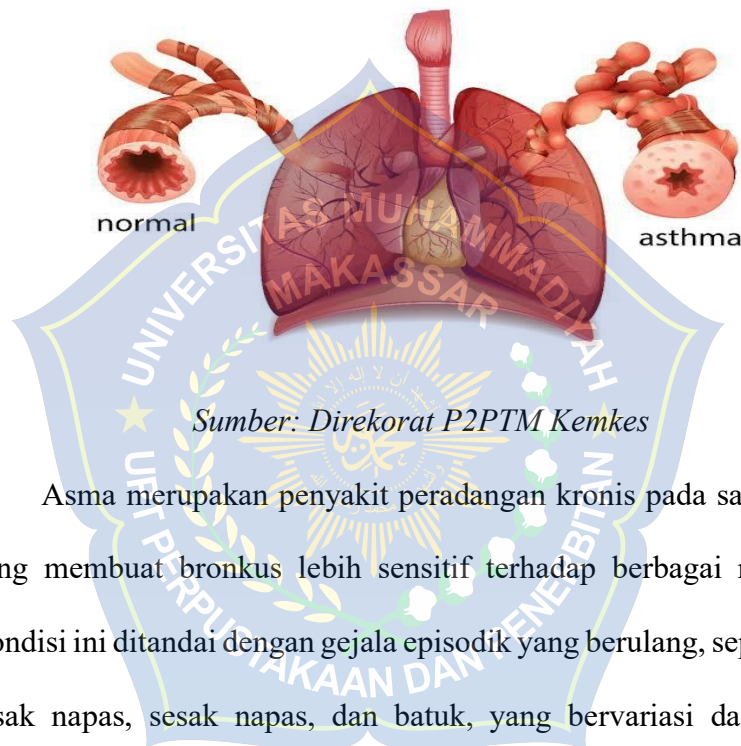 normal
asthma
UNIVERSITAS MUHAMMADIYAH
MAKASSAR
Sumber: Direkorat P2PTM Kemkes
Asma merupakan penyakit peradangan kronis pada sa
ng membuat bronkus lebih sensitif terhadap berbagai
ondisi ini ditandai dengan gejala episodik yang berulang, sep
sak napas, sesak napas, dan batuk, yang bervariasi da
UPT PERPUSTAKAAN DAN PENERBITAN